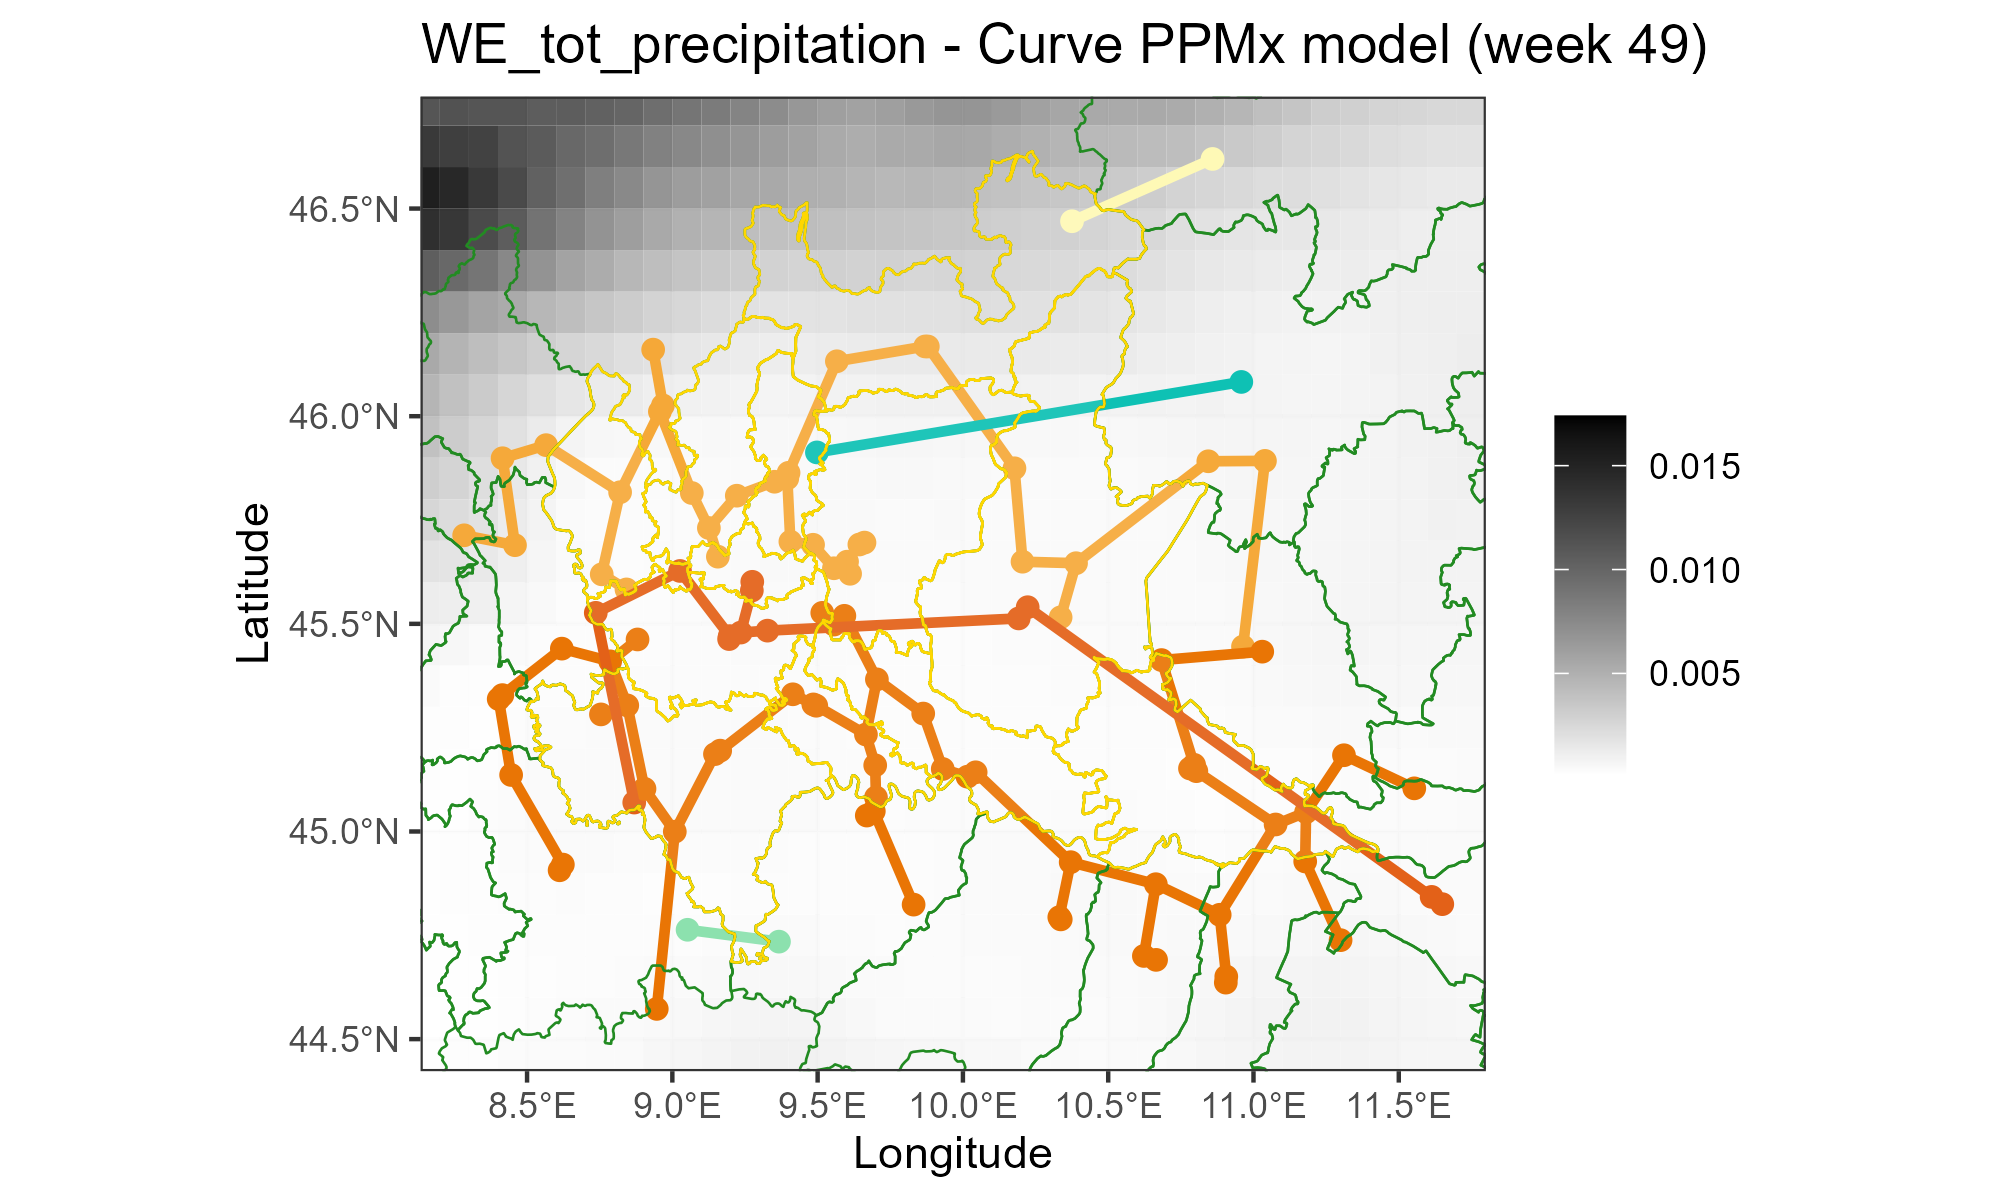 WE_tot_precipitation - Curve PPMx model (week 49)
46.5°N
46.0°N
45.5°N
45.0°N
44.5°N
Latitude
8.5°E 9.0°E 9.5°E 10.0°E 10.5°E 11.0°E 11.5°E
Longitude
0.015
0.010
0.005